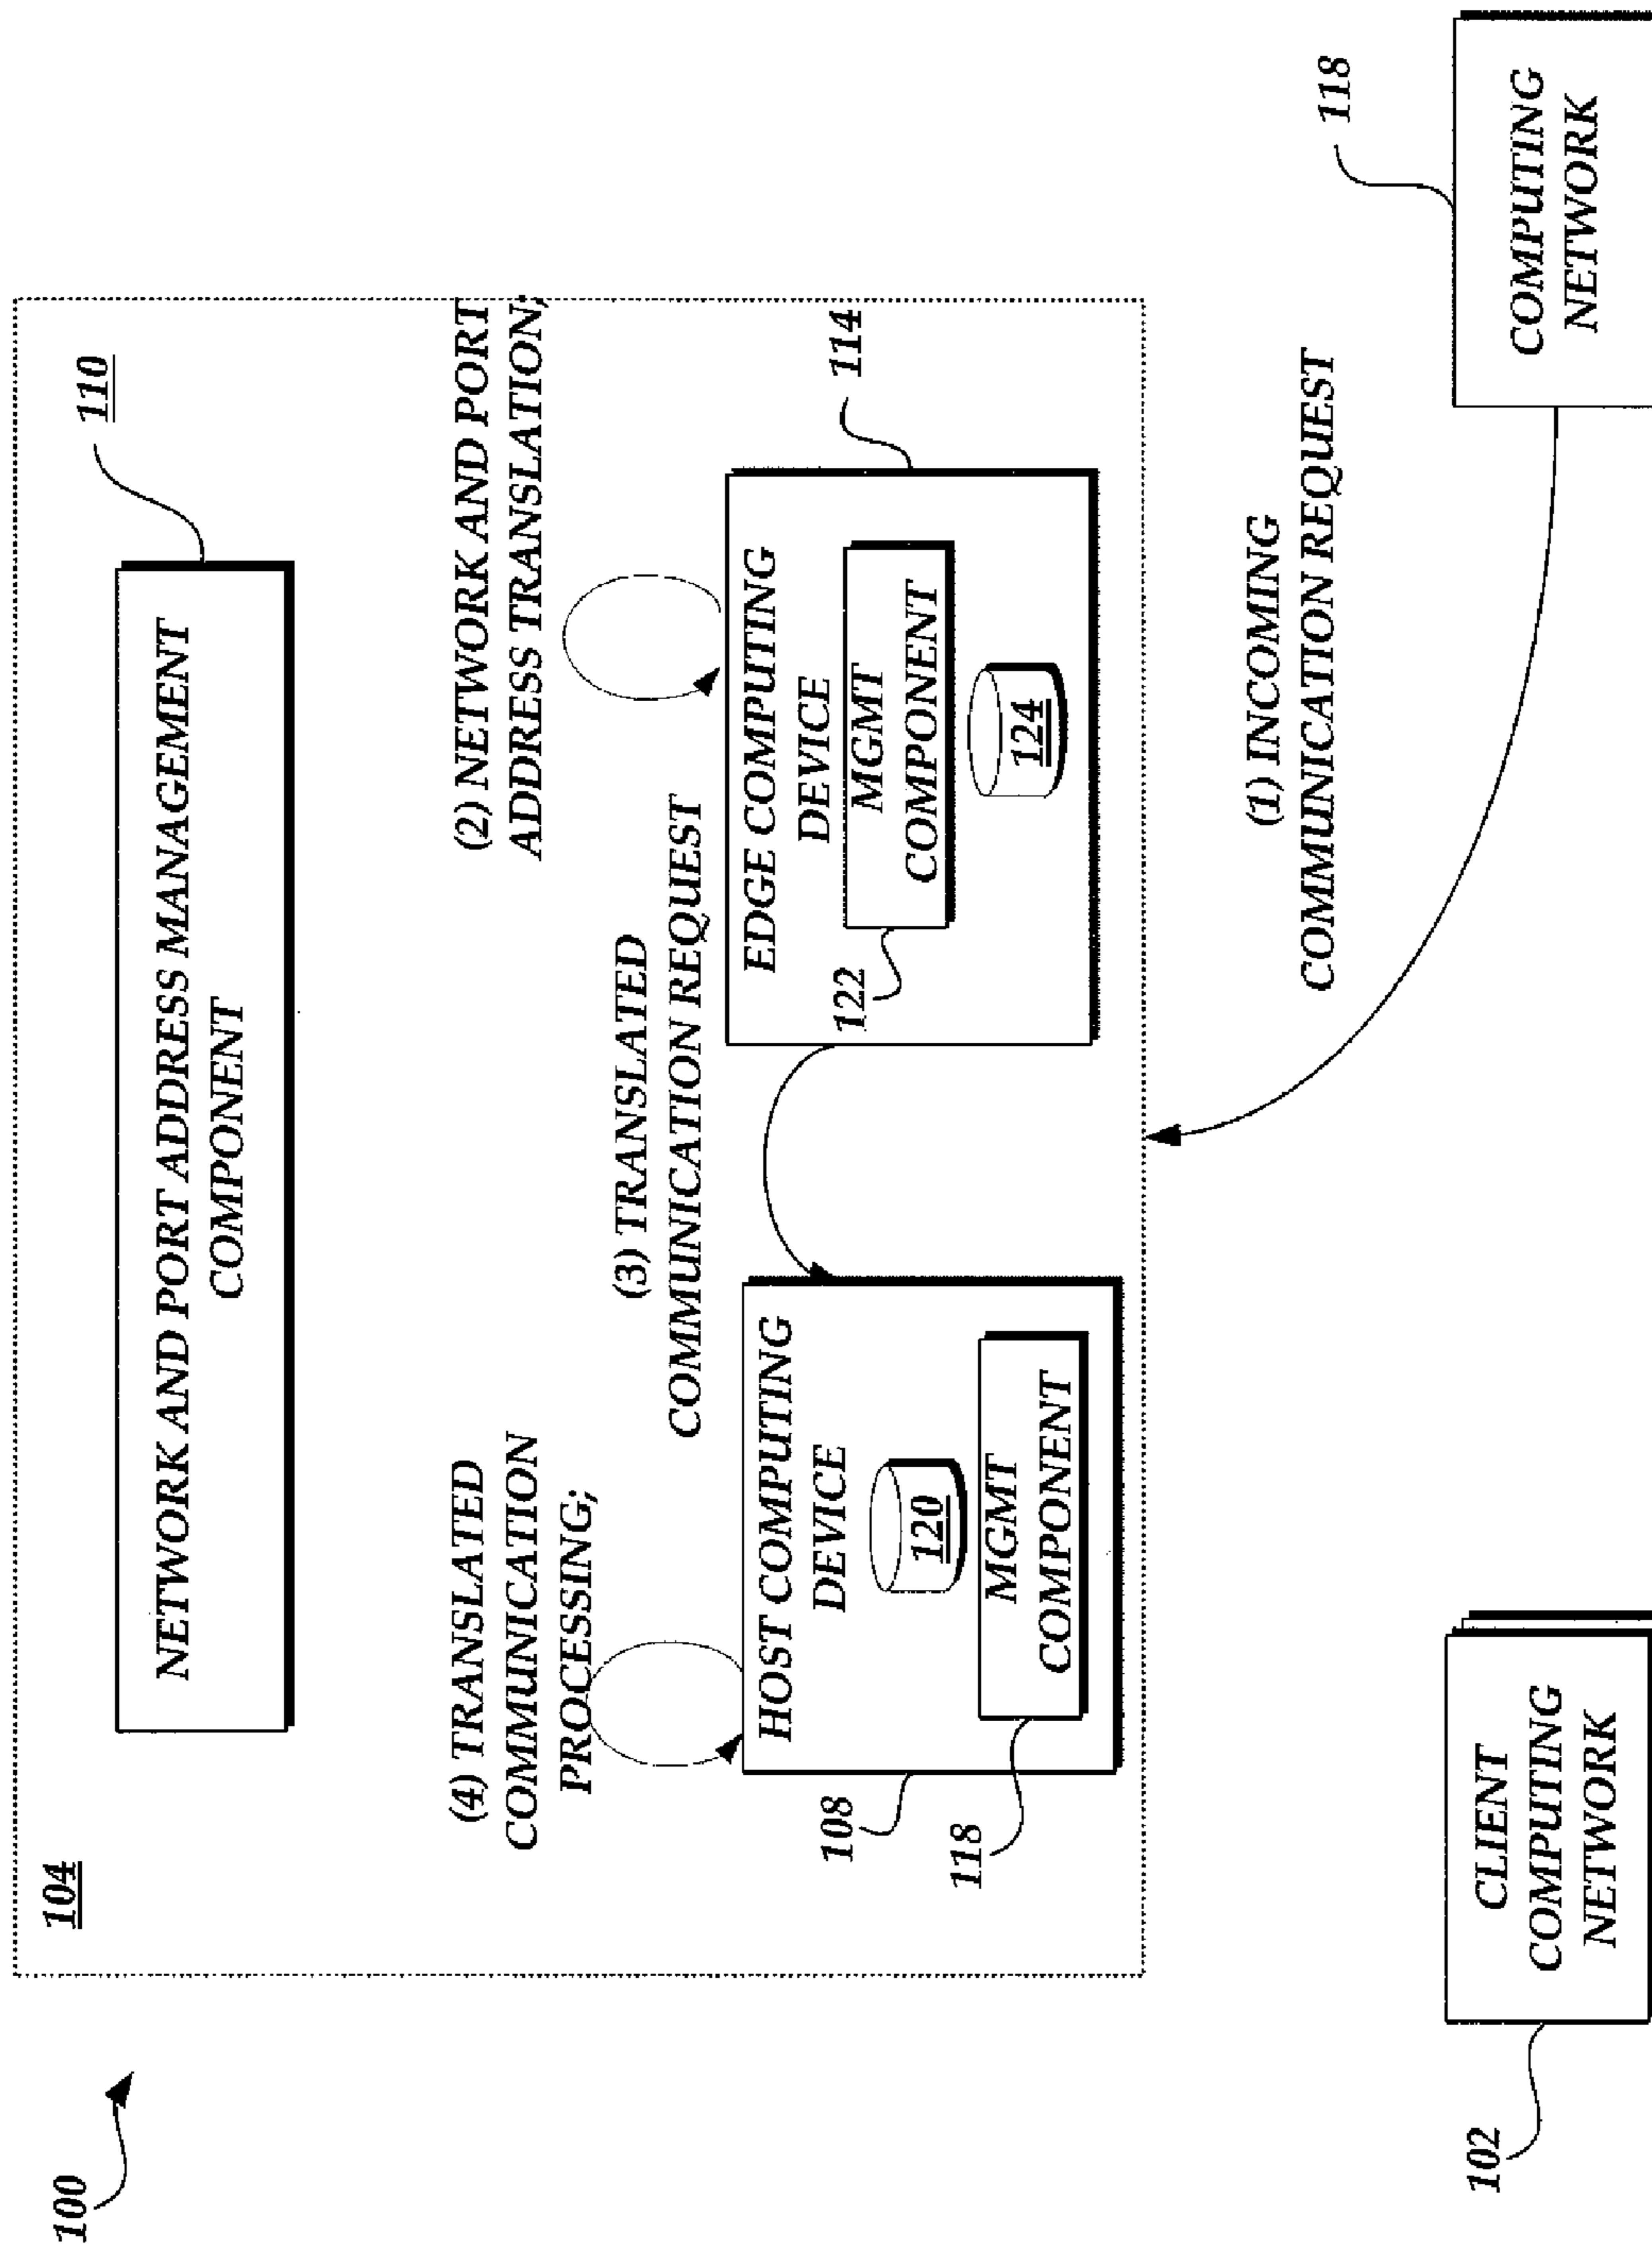 100
104
110
NETWORK AND PORT ADDRESS MANAGEMENT
COMPONENT
(4) TRANSLATED
COMMUNICATION
PROCESSING;
(3) TRANSLATED
COMMUNICATION REQUEST
(2) NETWORK AND PORT
ADDRESS TRANSLATION;
108
HOST COMPUTING
DEVICE
120
MGMT
COMPONENT
118
EDGE COMPUTING
DEVICE
MGMT
COMPONENT
122
124
114
(1) INCOMING
COMMUNICATION REQUEST
102
CLIENT
COMPUTING
NETWORK
118
COMPUTING
NETWORK